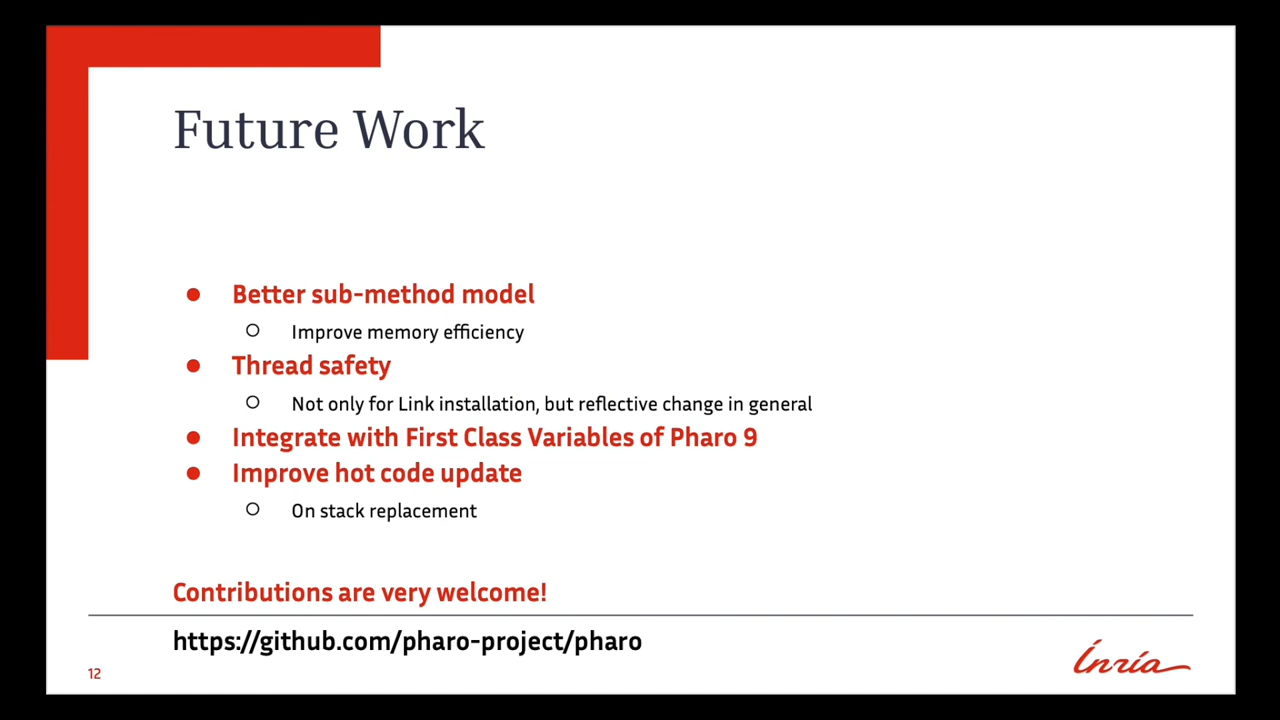 Future Work
● Better sub-method model
○ Improve memory efficiency
● Thread safety
○ Not only for Link installation, but reflective change in general
● Integrate with First Class Variables of Pharo 9
● Improve hot code update
○ On stack replacement
Contributions are very welcome!
https://github.com/pharo-project/pharo
12
Inria